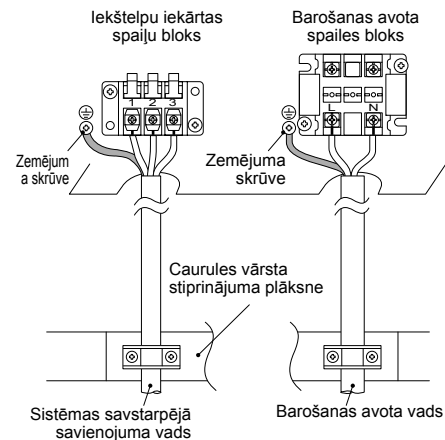 Iekštelpu iekārtas
spaiļu bloks
Barošanas avota
spailes bloks
1 2 3
L N
Zemējum
a skrūve
Zemējuma
skrūve
Caurules vārsta
stiprinājuma plāksne
Sistēmas savstarpējā
savienojuma vads
Barošanas avota vads